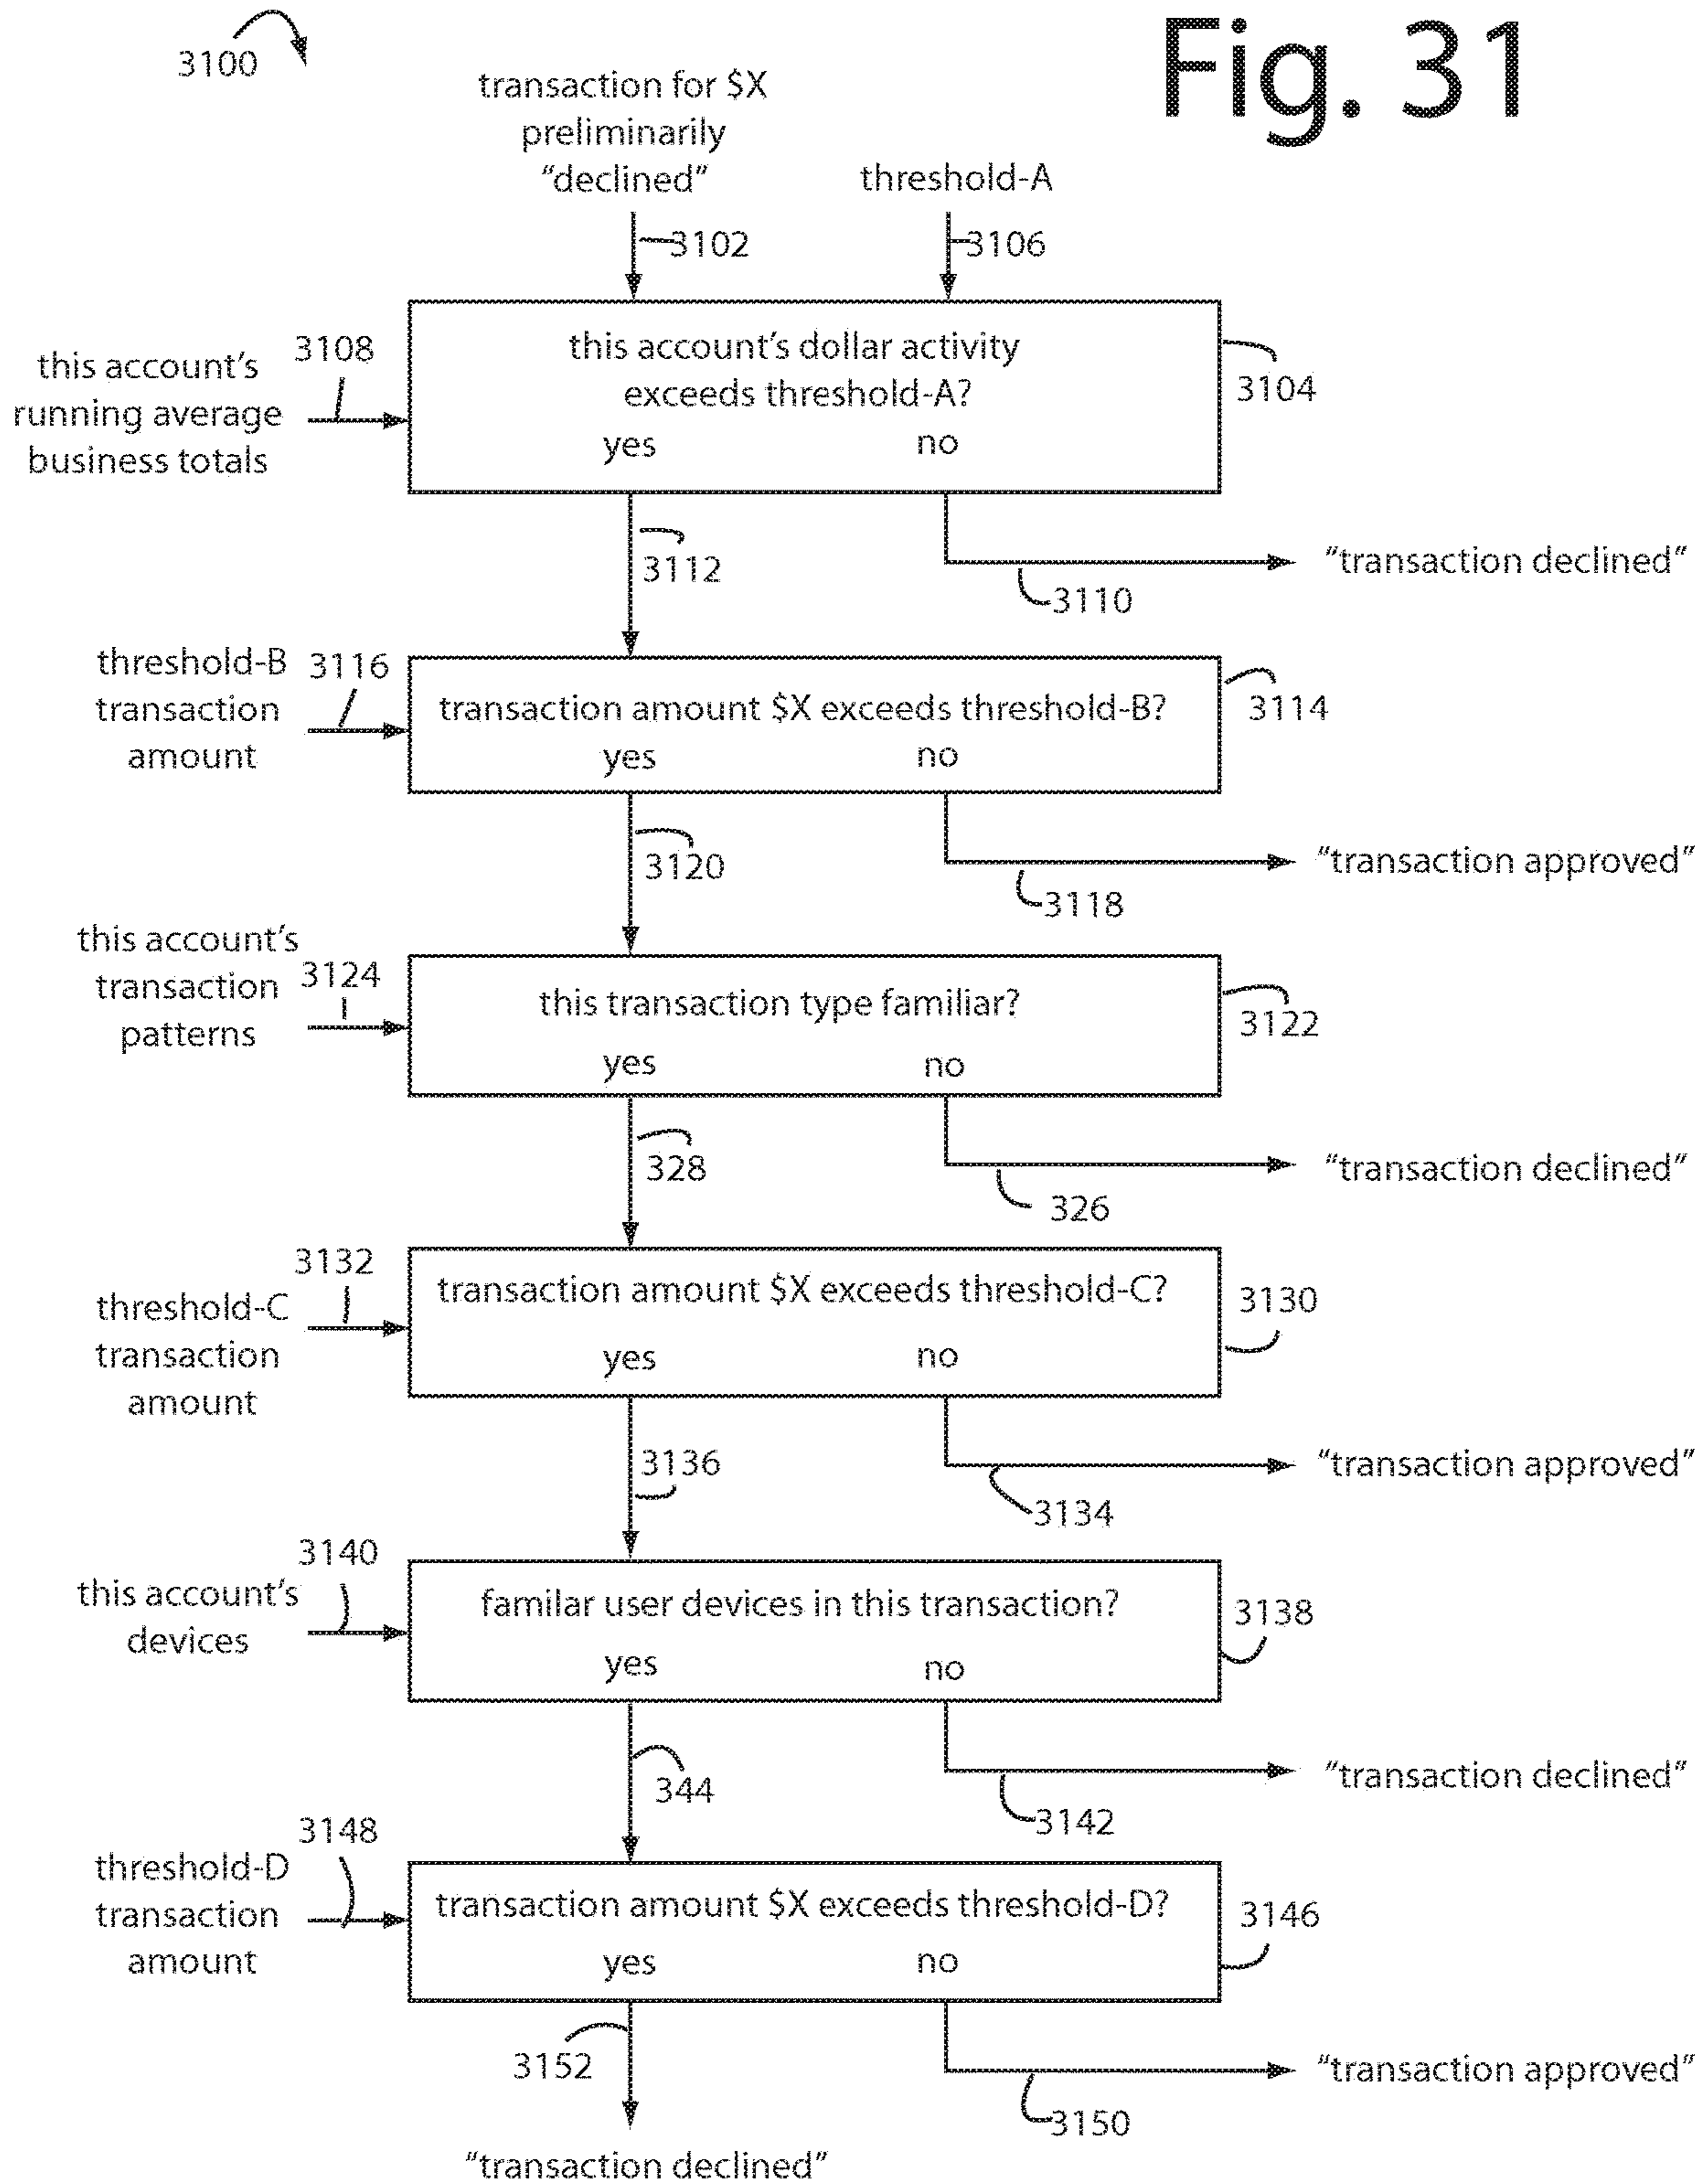 Fig. 31
3100
transaction for $X
preliminarily
“declined”
threshold-A
3102
3106
this account’s
running average
business totals
3108
this account’s dollar activity
exceeds threshold-A?
yes no
3104
3112
“transaction declined”
3110
threshold-B
transaction
amount
3116
transaction amount $X exceeds threshold-B?
yes no
3114
3120
“transaction approved”
3118
this account’s
transaction
patterns
3124
this transaction type familiar?
yes no
3122
328
“transaction declined”
326
threshold-C
transaction
amount
3132
transaction amount $X exceeds threshold-C?
yes no
3130
3136
“transaction approved”
3134
this account’s
devices
3140
familar user devices in this transaction?
yes no
3138
344
“transaction declined”
3142
threshold-D
transaction
amount
3148
transaction amount $X exceeds threshold-D?
yes no
3146
3152
“transaction approved”
3150
“transaction declined”